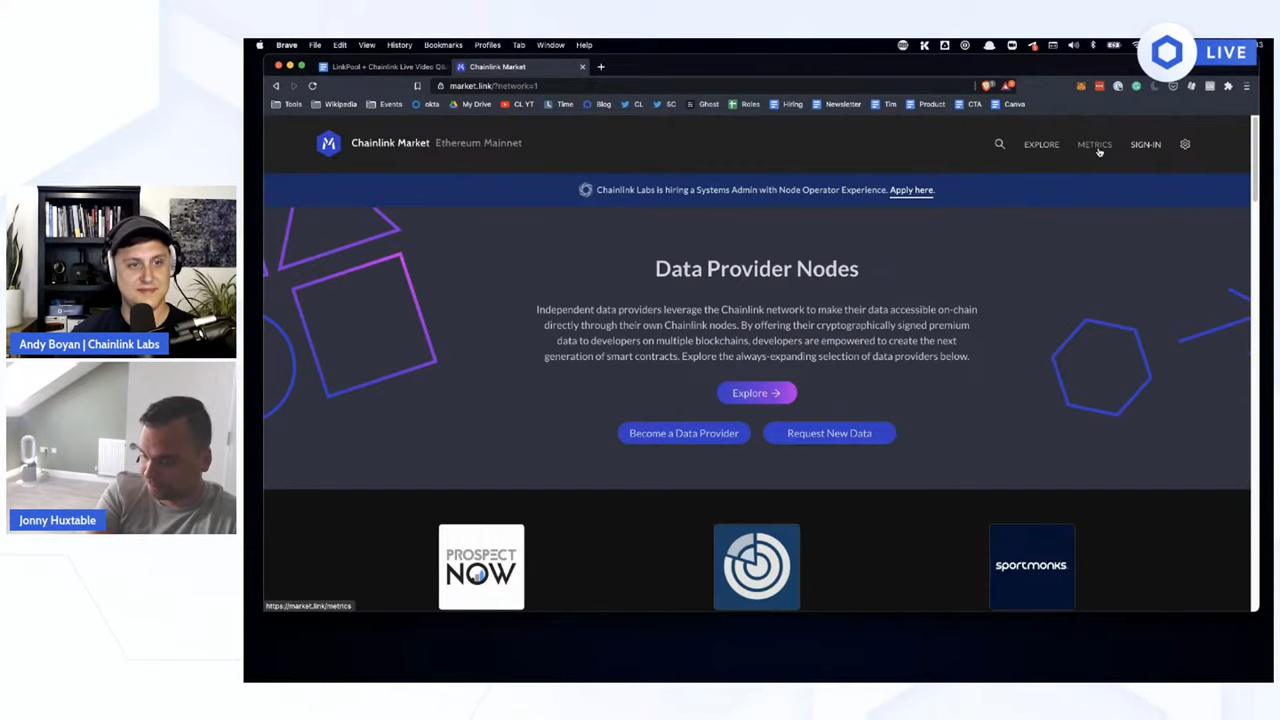 Brave File Edit View History Bookmarks Profiles Tab Window Help
LIVE
LinkPool + Chainlink Live Video Q&
Chainlink Market
market.link/?network=1
Tools Wikipedia Events okta My Drive CL YT Time Blog CL SC Ghost Roles Hiring Newsletter Tim Product CTA Canva
Chainlink Market Ethereum Mainnet
EXPLORE METRICS SIGN-IN
Chainlink Labs is hiring a Systems Admin with Node Operator Experience. Apply here.
Data Provider Nodes
Independent data providers leverage the Chainlink network to make their data accessible on-chain
directly through their own Chainlink nodes. By offering their cryptographically signed premium
data to developers on multiple blockchains, developers are empowered to create the next
generation of smart contracts. Explore the always-expanding selection of data providers below.
Explore →
Become a Data Provider Request New Data
PROSPECT
NOW
sportmonks
https://market.link/metrics
Andy Boyan | Chainlink Labs
Jonny Huxtable